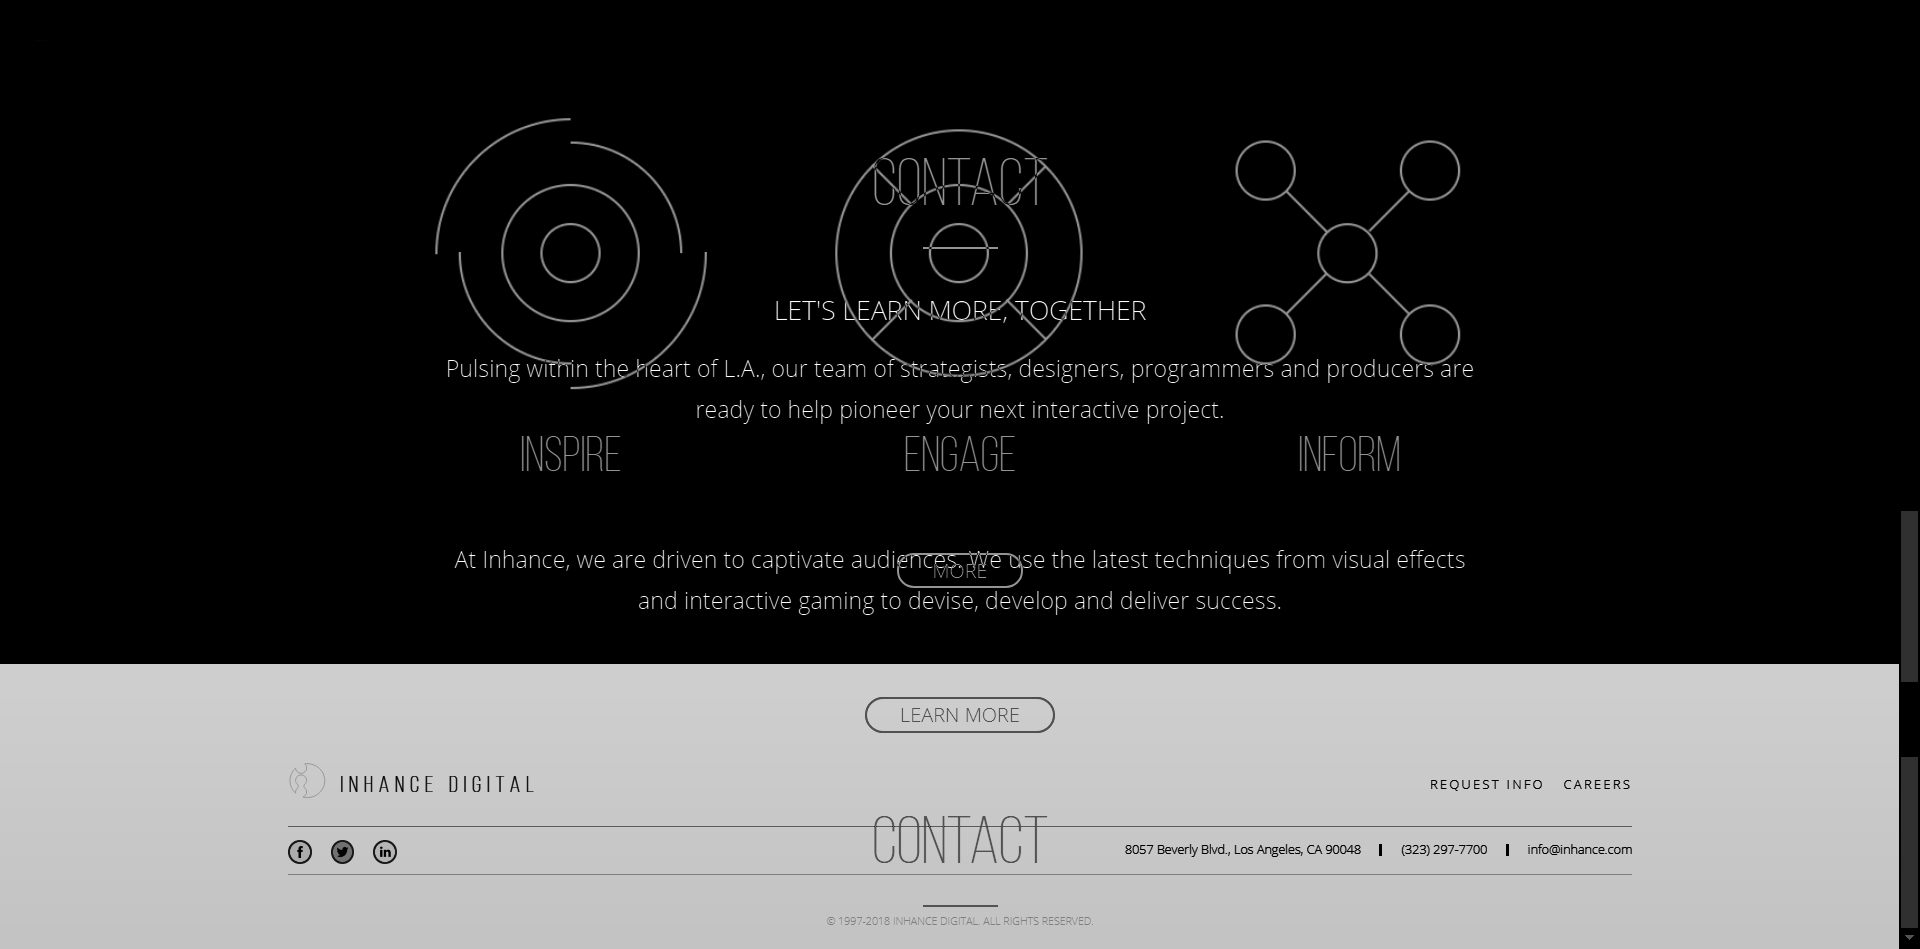 CONTACT
LET'S LEARN MORE, TOGETHER
Pulsing within the heart of L.A., our team of strategists, designers, programmers and producers are
ready to help pioneer your next interactive project.
INSPIRE
ENGAGE
INFORM
At Inhance, we are driven to captivate audiences. We use the latest techniques from visual effects
MORE
and interactive gaming to devise, develop and deliver success.
LEARN MORE
INHANCE DIGITAL
REQUEST INFO CAREERS
CONTACT
8057 Beverly Blvd., Los Angeles, CA 90048 | (323) 297-7700 | info@inhance.com
© 1997-2018 INHANCE DIGITAL. ALL RIGHTS RESERVED.